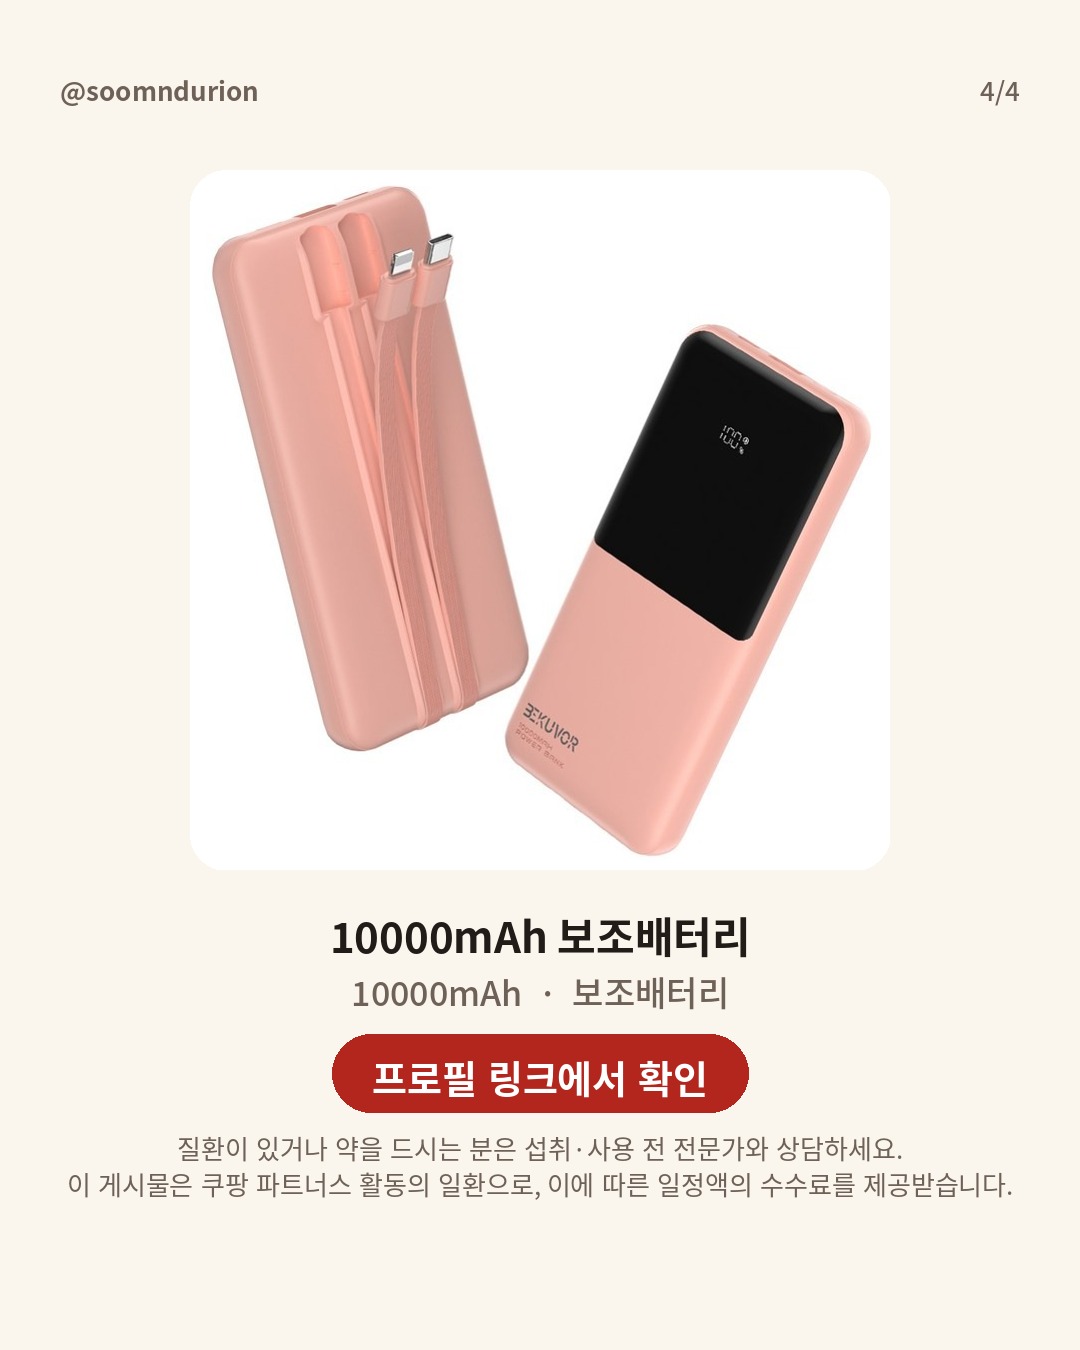 @soomndurion
4/4
100%
BEKUVOR
10000MAH
POWER BANK
10000mAh 보조배터리
10000mAh · 보조배터리
프로필 링크에서 확인
질환이 있거나 약을 드시는 분은 섭취·사용 전 전문가와 상담하세요.
이 게시물은 쿠팡 파트너스 활동의 일환으로, 이에 따른 일정액의 수수료를 제공받습니다.